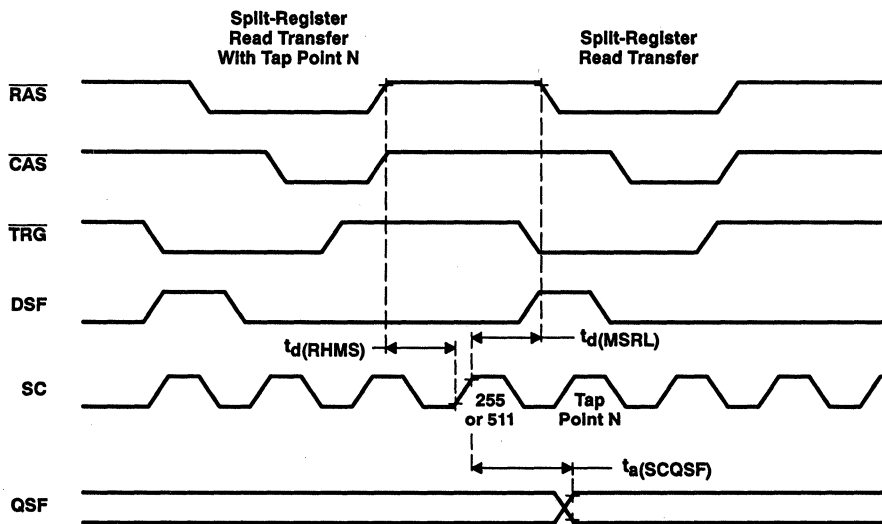 Split-Register
Read Transfer
With Tap Point N
Split-Register
Read Transfer
RAS
CAS
TRG
DSF
td(RHMS)
td(MSRL)
SC
255
or 511
Tap
Point N
ta(SCQSF)
QSF